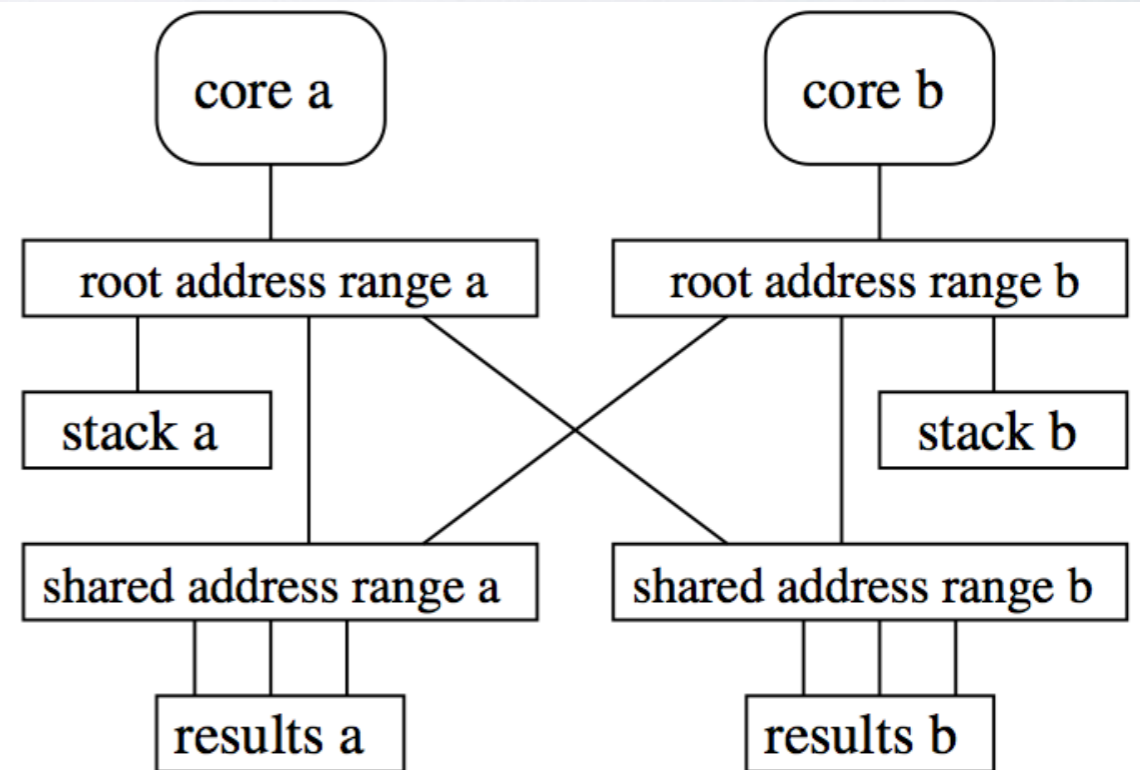 core a
core b
root address range a
root address range b
stack a
stack b
shared address range a
shared address range b
results a
results b